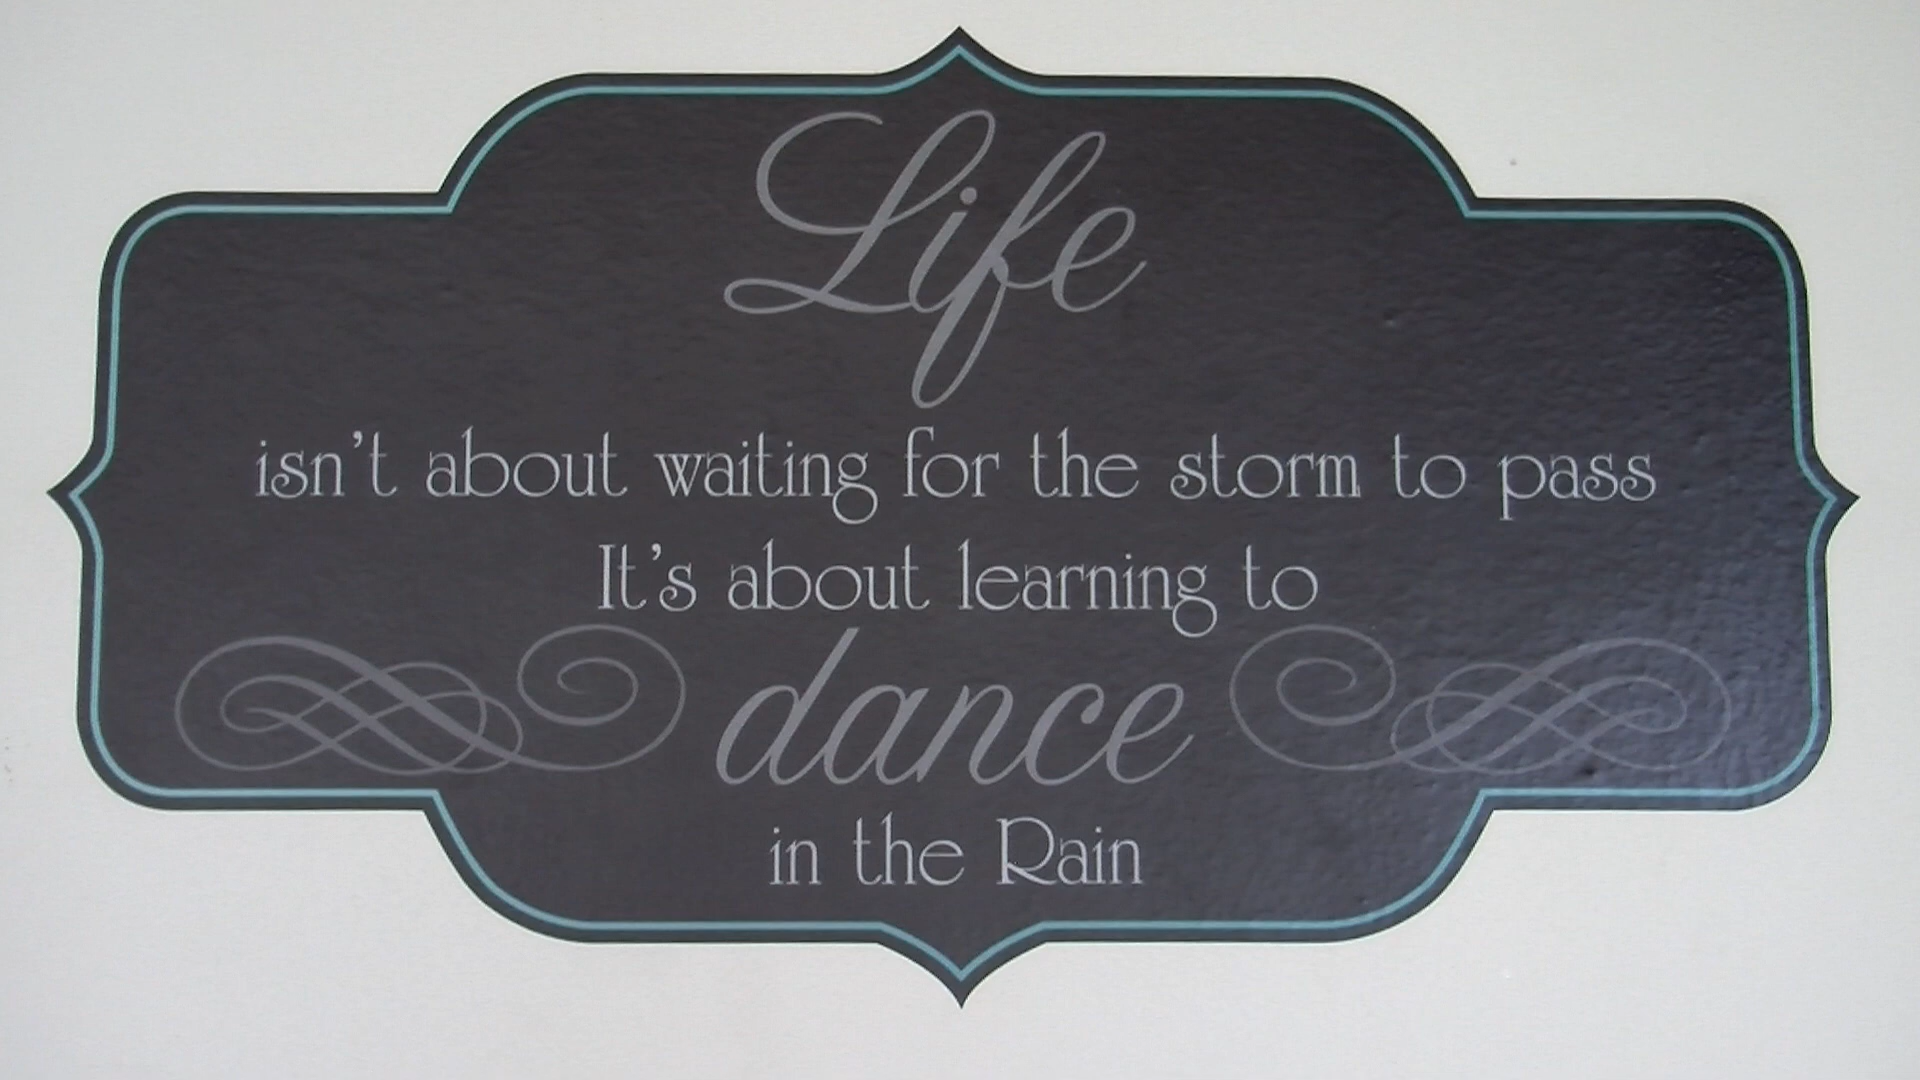 Life
isn't about waiting for the storm to pass
It's about learning to
dance
in the Rain